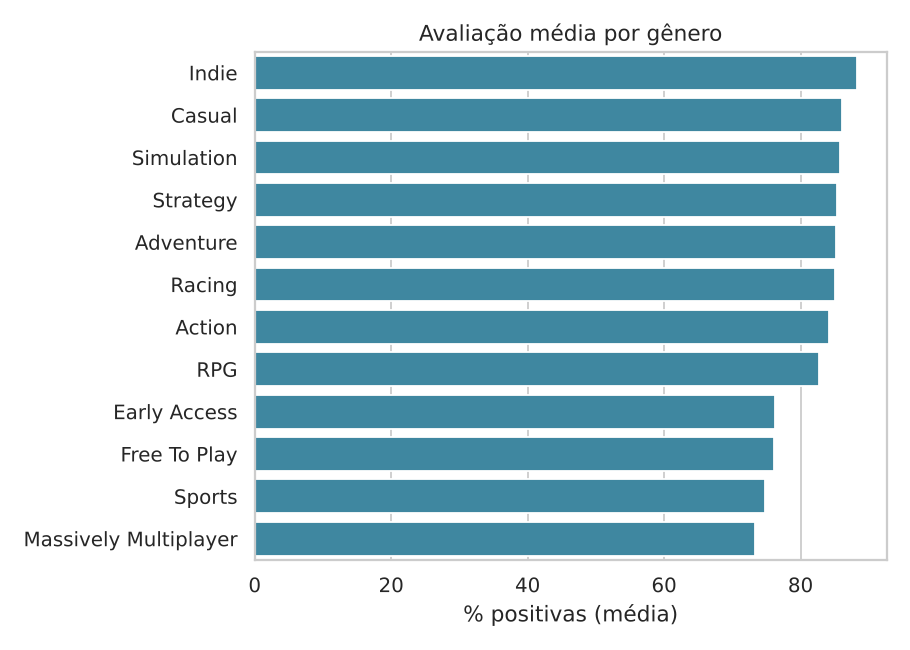 Avaliação média por gênero
Indie
Casual
Simulation
Strategy
Adventure
Racing
Action
RPG
Early Access
Free To Play
Sports
Massively Multiplayer
0 20 40 60 80
% positivas (média)